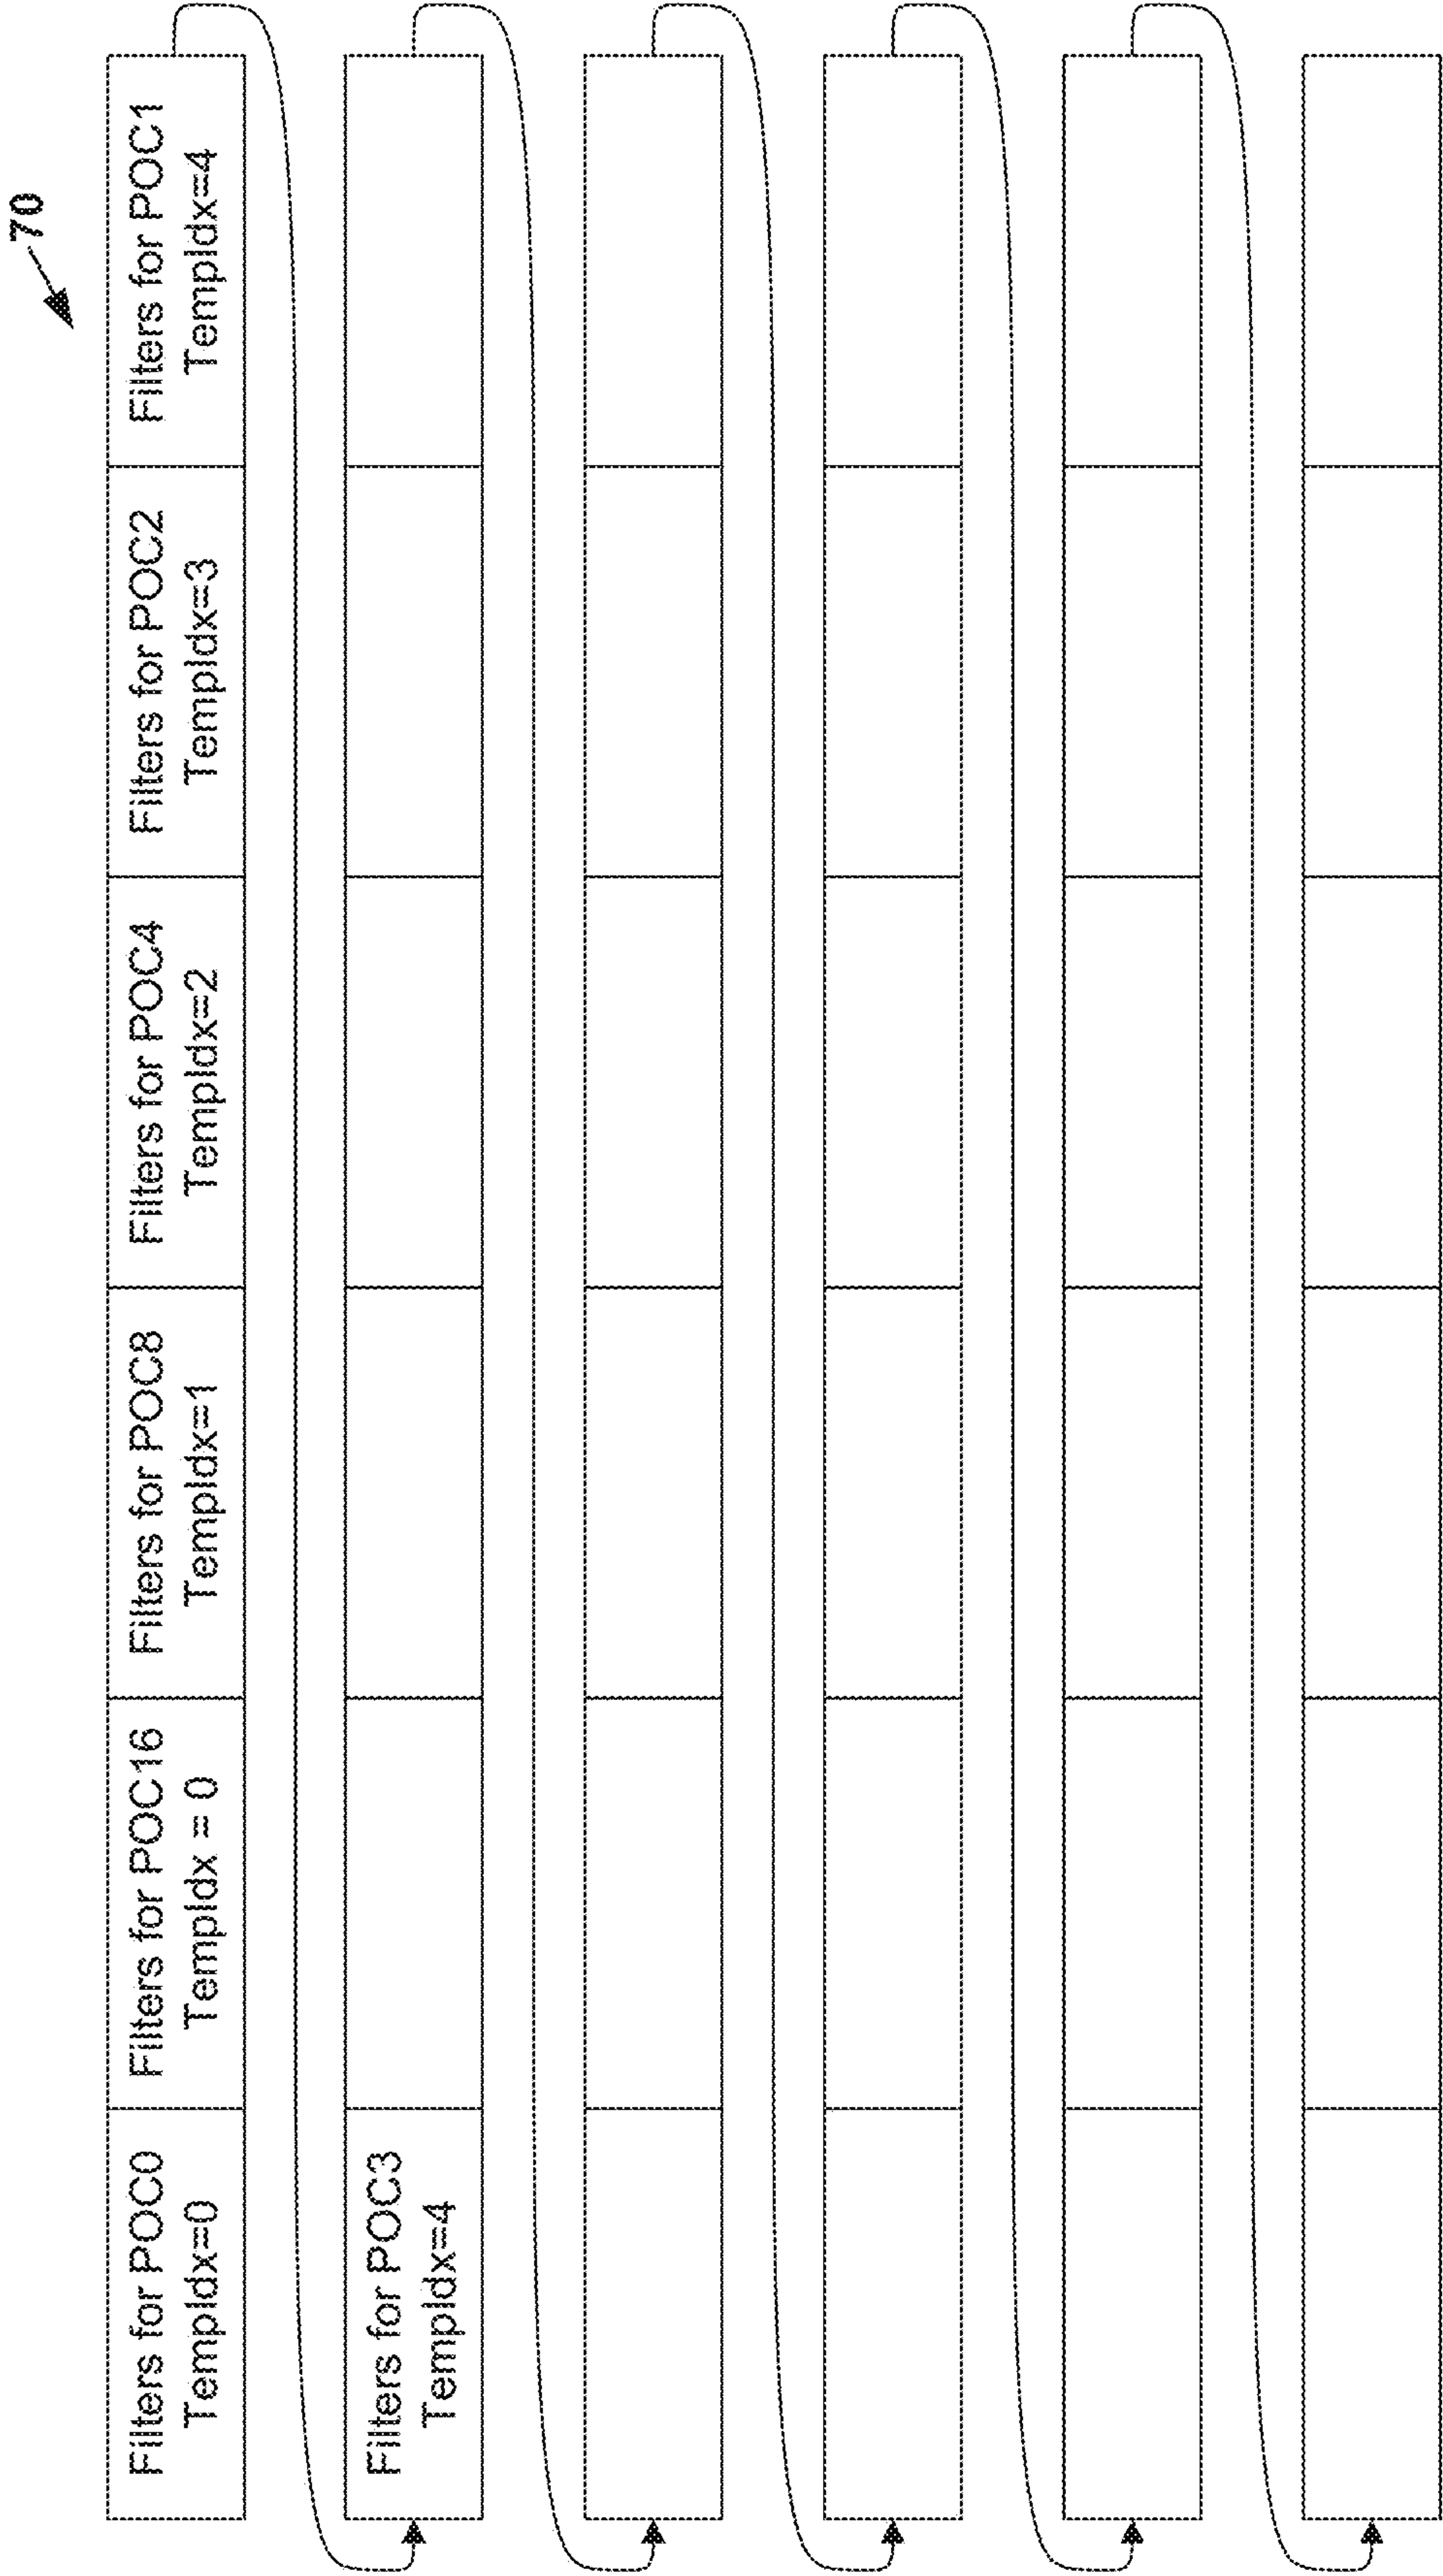 70
Filters for POC0
TempIdx=0
Filters for POC16
TempIdx = 0
Filters for POC8
TempIdx=1
Filters for POC4
TempIdx=2
Filters for POC2
TempIdx=3
Filters for POC1
TempIdx=4
Filters for POC3
TempIdx=4